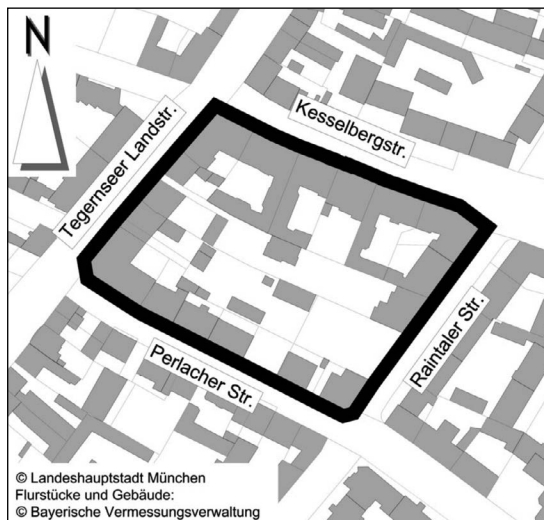 N
Tegernseer Landstr.
Kesselbergstr.
Raintaler Str.
Perlacher Str.
© Landeshauptstadt München
Flurstücke und Gebäude:
© Bayerische Vermessungsverwaltung